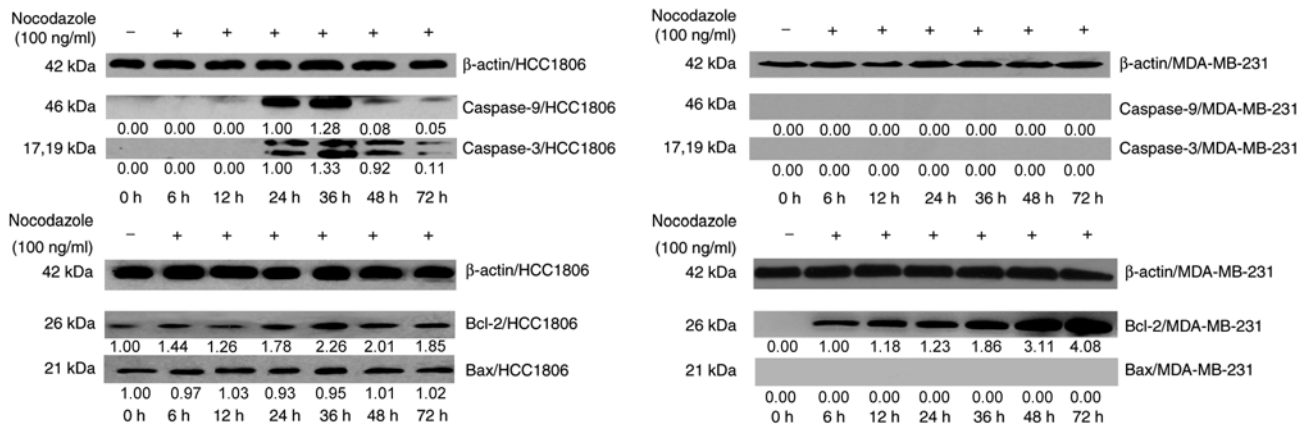 Nocodazole
(100 ng/ml) – + + + + + +
42 kDa β-actin/HCC1806
46 kDa Caspase-9/HCC1806
0.00 0.00 0.00 1.00 1.28 0.08 0.05
17,19 kDa Caspase-3/HCC1806
0.00 0.00 0.00 1.00 1.33 0.92 0.11
0 h 6 h 12 h 24 h 36 h 48 h 72 h
Nocodazole
(100 ng/ml) – + + + + + +
42 kDa β-actin/HCC1806
26 kDa Bcl-2/HCC1806
1.00 1.44 1.26 1.78 2.26 2.01 1.85
21 kDa Bax/HCC1806
1.00 0.97 1.03 0.93 0.95 1.01 1.02
0 h 6 h 12 h 24 h 36 h 48 h 72 h
Nocodazole
(100 ng/ml) – + + + + + +
42 kDa β-actin/MDA-MB-231
46 kDa Caspase-9/MDA-MB-231
0.00 0.00 0.00 0.00 0.00 0.00 0.00
17,19 kDa Caspase-3/MDA-MB-231
0.00 0.00 0.00 0.00 0.00 0.00 0.00
0 h 6 h 12 h 24 h 36 h 48 h 72 h
Nocodazole
(100 ng/ml) – + + + + + +
42 kDa β-actin/MDA-MB-231
26 kDa Bcl-2/MDA-MB-231
0.00 1.00 1.18 1.23 1.86 3.11 4.08
21 kDa Bax/MDA-MB-231
0.00 0.00 0.00 0.00 0.00 0.00 0.00
0 h 6 h 12 h 24 h 36 h 48 h 72 h